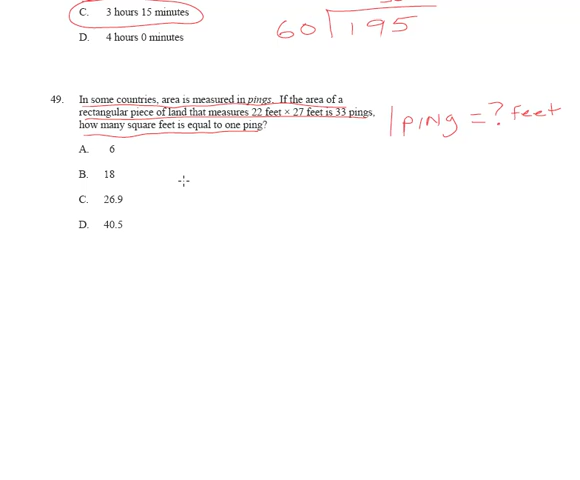 C. 3 hours 15 minutes
60 195
D. 4 hours 0 minutes
49. In some countries, area is measured in pings. If the area of a
rectangular piece of land that measures 22 feet × 27 feet is 33 pings,
how many square feet is equal to one ping?
1 ping = ? feet
A. 6
B. 18
C. 26.9
D. 40.5